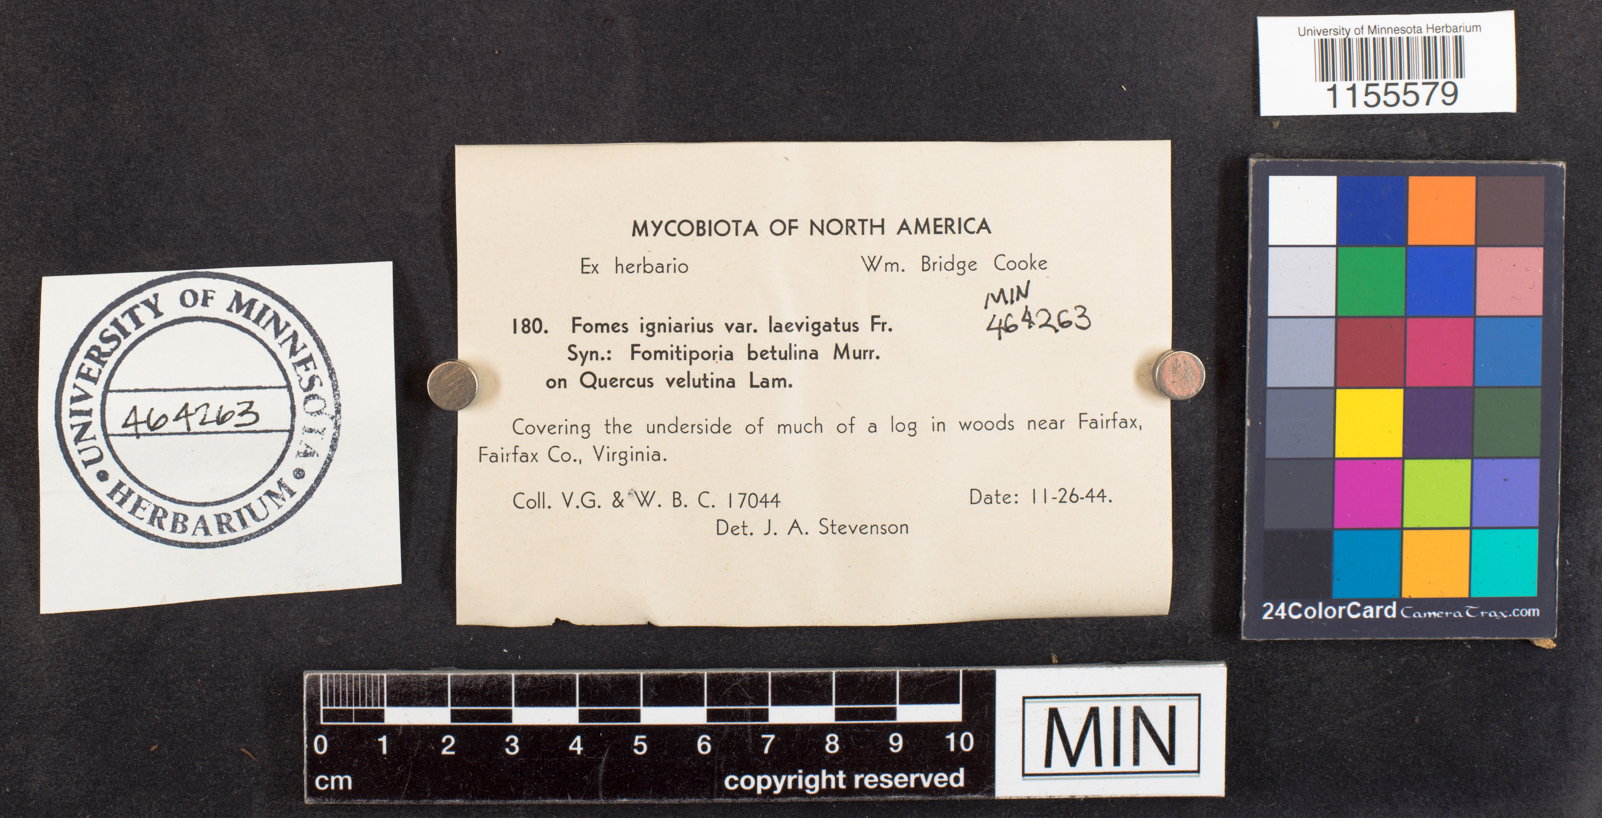 University of Minnesota Herbarium
1155579
MYCOBIOTA OF NORTH AMERICA
Ex herbario Wm. Bridge Cooke
MIN
464263
180. Fomes igniarius var. laevigatus Fr.
Syn.: Fomitiporia betulina Murr.
on Quercus velutina Lam.
Covering the underside of much of a log in woods near Fairfax,
Fairfax Co., Virginia.
Coll. V.G. & W. B. C. 17044 Date: 11-26-44.
Det. J. A. Stevenson
UNIVERSITY OF MINNESOTA
464263
• HERBARIUM •
24ColorCard CameraTrax.com
0 1 2 3 4 5 6 7 8 9 10
cm copyright reserved
MIN